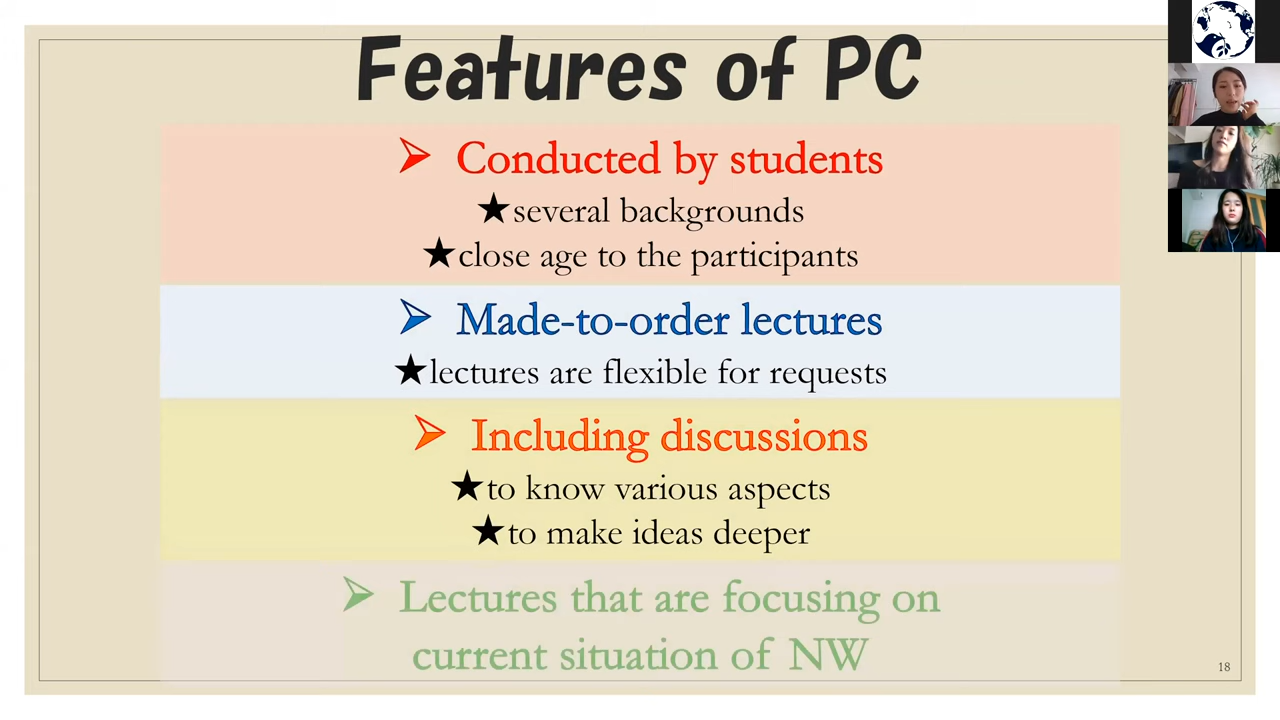 Features of PC
➢ Conducted by students
★several backgrounds
★close age to the participants
➢ Made-to-order lectures
★lectures are flexible for requests
➢ Including discussions
★to know various aspects
★to make ideas deeper
➢ Lectures that are focusing on
current situation of NW
18